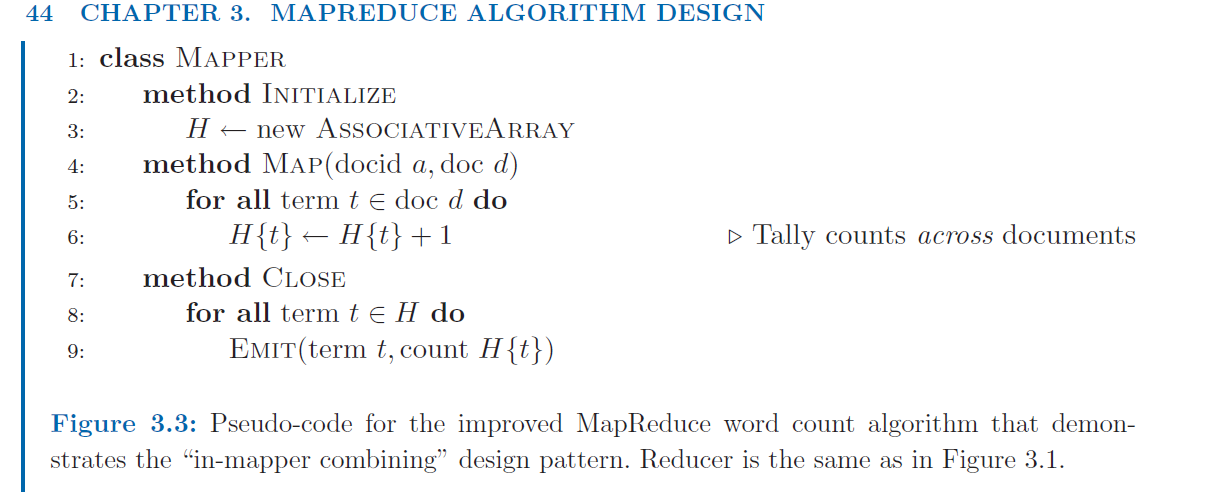 44 CHAPTER 3. MAPREDUCE ALGORITHM DESIGN
1: class MAPPER
2: method INITIALIZE
3: H ← new ASSOCIATIVEARRAY
4: method MAP(docid a, doc d)
5: for all term t ∈ doc d do
6: H{t} ← H{t} + 1 ▷ Tally counts across documents
7: method CLOSE
8: for all term t ∈ H do
9: EMIT(term t, count H{t})
Figure 3.3: Pseudo-code for the improved MapReduce word count algorithm that demon-
strates the “in-mapper combining” design pattern. Reducer is the same as in Figure 3.1.